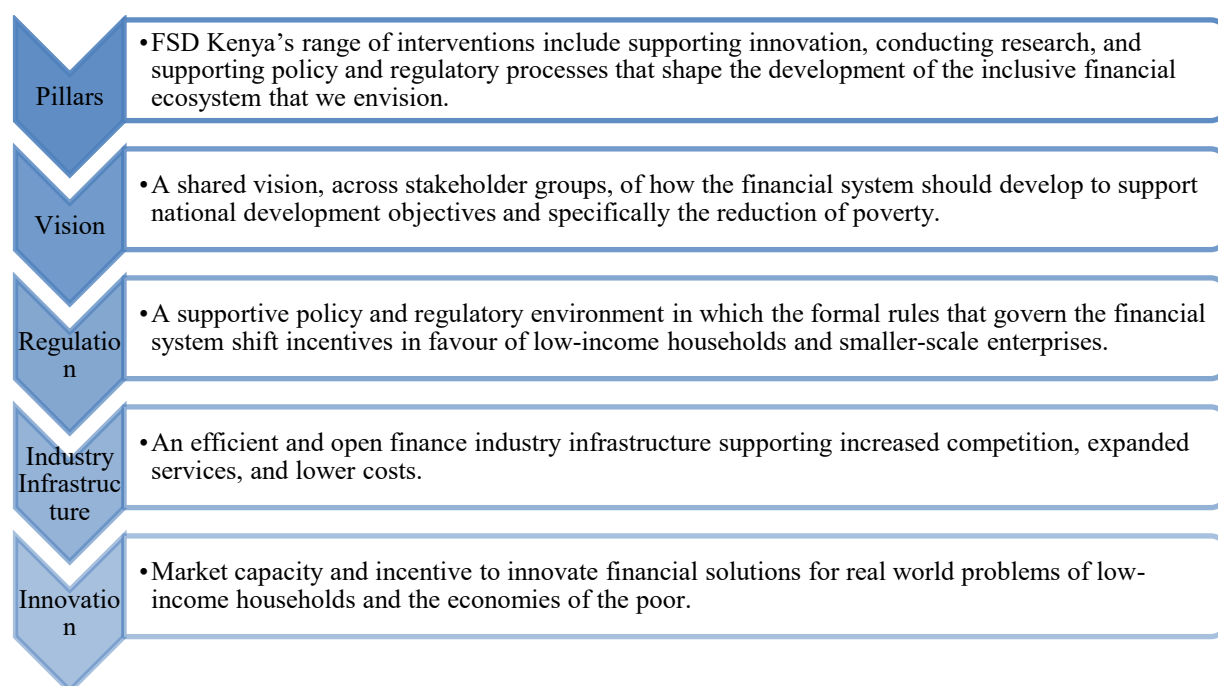 Pillars
•FSD Kenya's range of interventions include supporting innovation, conducting research, and
supporting policy and regulatory processes that shape the development of the inclusive financial
ecosystem that we envision.
Vision
•A shared vision, across stakeholder groups, of how the financial system should develop to support
national development objectives and specifically the reduction of poverty.
Regulatio
n
•A supportive policy and regulatory environment in which the formal rules that govern the financial
system shift incentives in favour of low-income households and smaller-scale enterprises.
Industry
Infrastruc
ture
•An efficient and open finance industry infrastructure supporting increased competition, expanded
services, and lower costs.
Innovatio
n
•Market capacity and incentive to innovate financial solutions for real world problems of low-
income households and the economies of the poor.